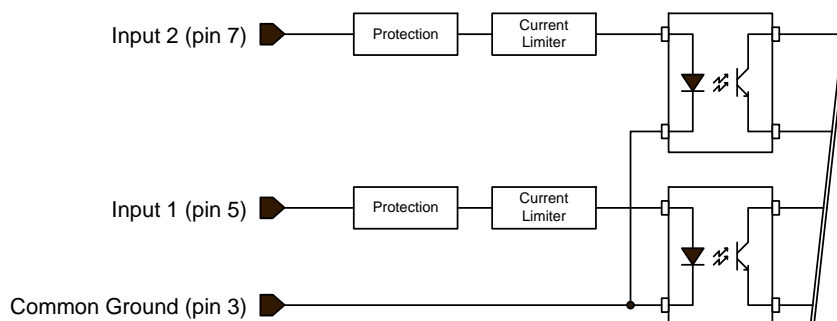 Input 2 (pin 7)
Protection
Current
Limiter
Input 1 (pin 5)
Protection
Current
Limiter
Common Ground (pin 3)